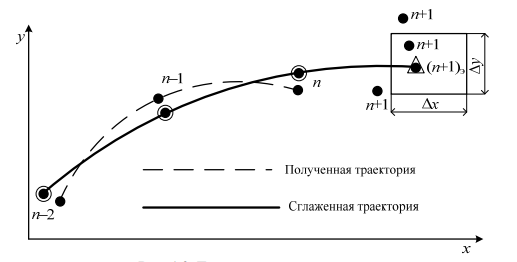 n+1
y
n+1
n–1
(n+1)э
Δy
n
n+1
Δx
Полученная траектория
Сглаженная траектория
n–2
x